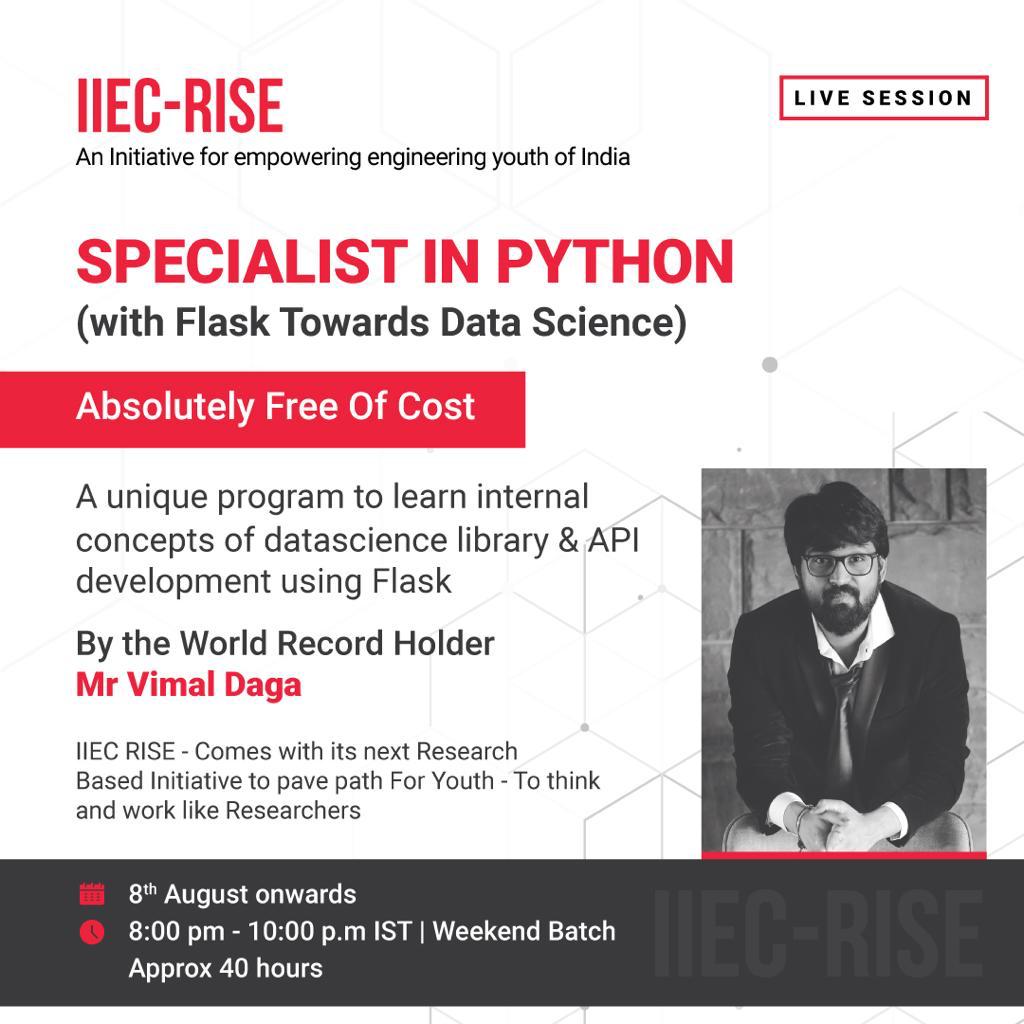 IIEC-RISE
An Initiative for empowering engineering youth of India
LIVE SESSION
SPECIALIST IN PYTHON
(with Flask Towards Data Science)
Absolutely Free Of Cost
A unique program to learn internal
concepts of datascience library & API
development using Flask
By the World Record Holder
Mr Vimal Daga
IIEC RISE - Comes with its next Research
Based Initiative to pave path For Youth - To think
and work like Researchers
8th August onwards
8:00 pm - 10:00 p.m IST | Weekend Batch
Approx 40 hours
IIEC-RISE